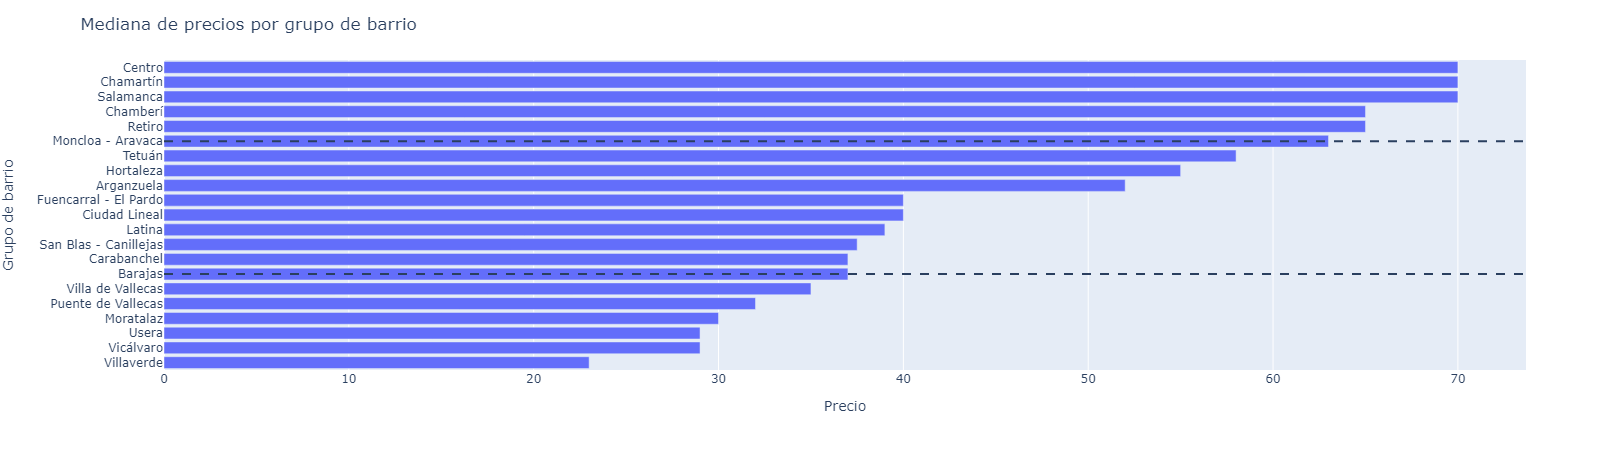 Mediana de precios por grupo de barrio
Grupo de barrio
Centro
Chamartín
Salamanca
Chamberí
Retiro
Moncloa - Aravaca
Tetuán
Hortaleza
Arganzuela
Fuencarral - El Pardo
Ciudad Lineal
Latina
San Blas - Canillejas
Carabanchel
Barajas
Villa de Vallecas
Puente de Vallecas
Moratalaz
Usera
Vicálvaro
Villaverde
0 10 20 30 40 50 60 70
Precio